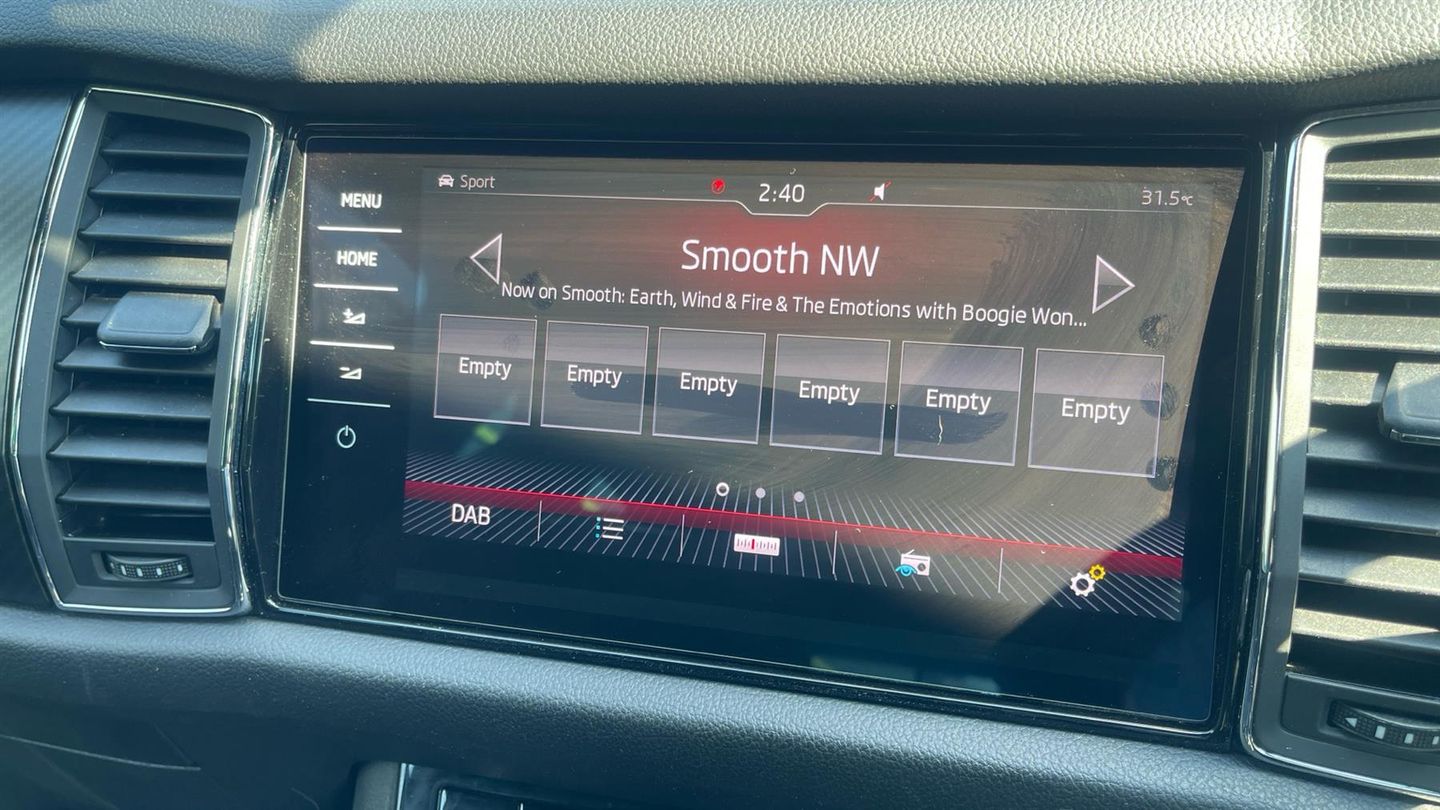 MENU
HOME
Sport
2:40
31.5°C
Smooth NW
Now on Smooth: Earth, Wind & Fire & The Emotions with Boogie Won...
Empty Empty Empty Empty Empty Empty
DAB